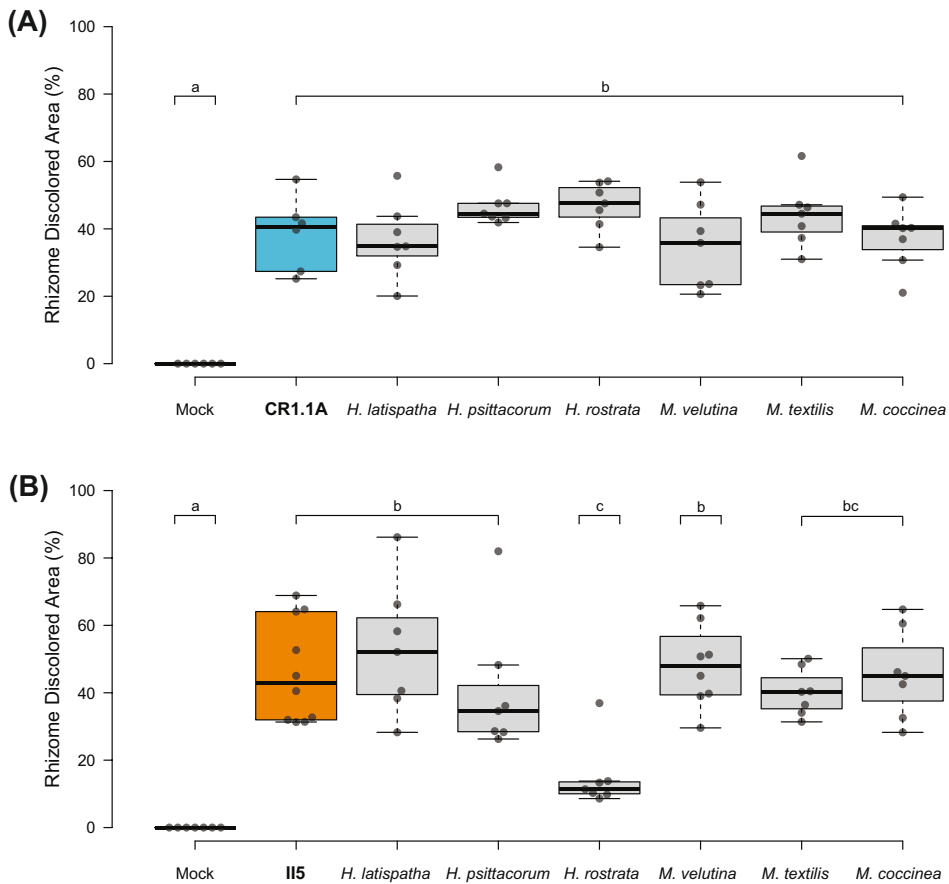 (A)
Rhizome Discolored Area (%)
100
80
60
40
20
0
a
b
Mock CR1.1A H. latispatha H. psittacorum H. rostrata M. velutina M. textilis M. coccinea
(B)
Rhizome Discolored Area (%)
100
80
60
40
20
0
a
b
c
b
bc
Mock II5 H. latispatha H. psittacorum H. rostrata M. velutina M. textilis M. coccinea